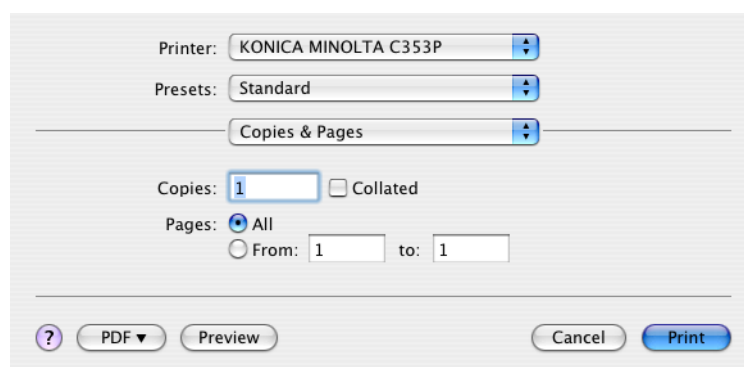 Printer: KONICA MINOLTA C353P
Presets: Standard
Copies & Pages
Copies: 1 Collated
Pages: All
From: 1 to: 1
? PDF▼ Preview Cancel Print